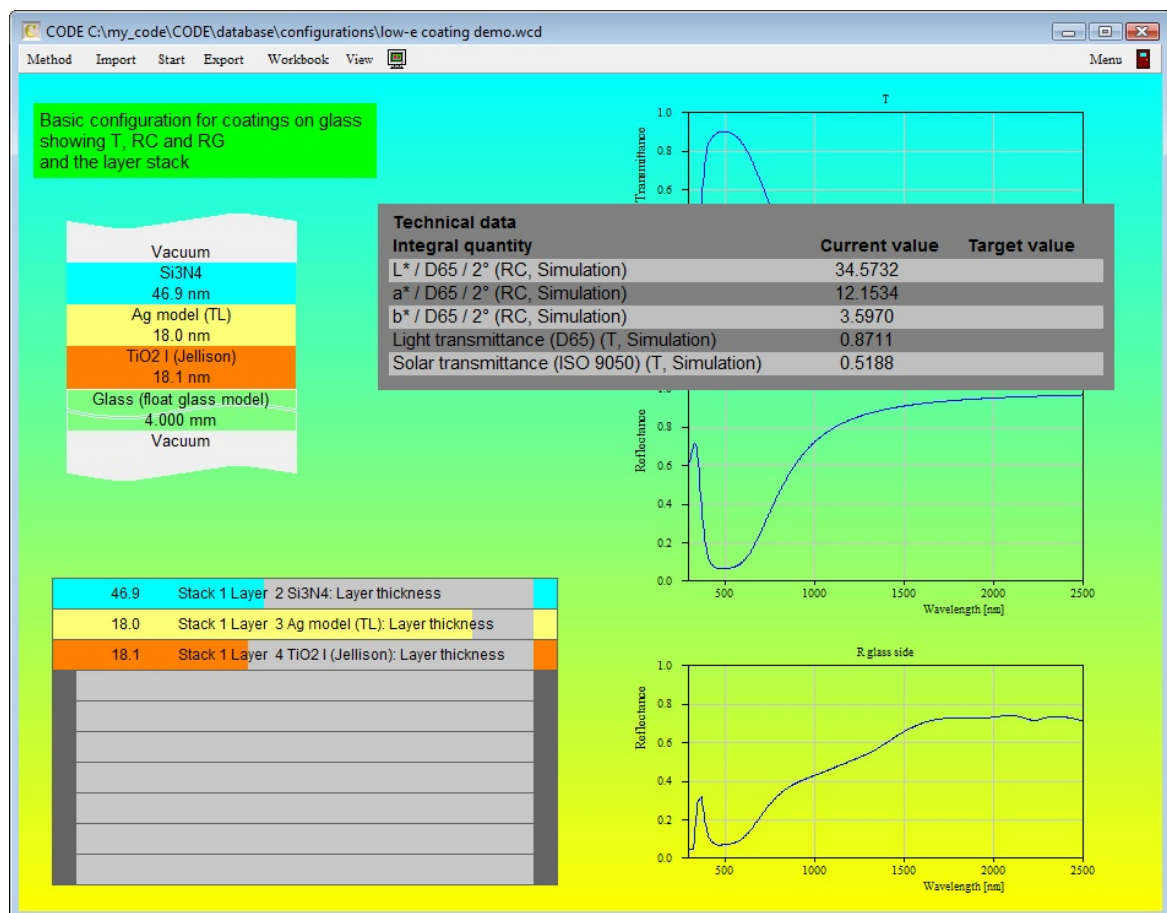 CODE C:\my_code\CODE\database\configurations\low-e coating demo.wcd
Method Import Start Export Workbook View Menu
Basic configuration for coatings on glass
showing T, RC and RG
and the layer stack
Vacuum
Si3N4
46.9 nm
Ag model (TL)
18.0 nm
TiO2 I (Jellison)
18.1 nm
Glass (float glass model)
4.000 mm
Vacuum
T
Transmittance
1.0
0.8
0.6
Technical data
Integral quantity Current value Target value
L* / D65 / 2° (RC, Simulation) 34.5732
a* / D65 / 2° (RC, Simulation) 12.1534
b* / D65 / 2° (RC, Simulation) 3.5970
Light transmittance (D65) (T, Simulation) 0.8711
Solar transmittance (ISO 9050) (T, Simulation) 0.5188
Reflectance
0.8
0.6
0.4
0.2
0.0
500 1000 1500 2000 2500
Wavelength [nm]
46.9 Stack 1 Layer 2 Si3N4: Layer thickness
18.0 Stack 1 Layer 3 Ag model (TL): Layer thickness
18.1 Stack 1 Layer 4 TiO2 I (Jellison): Layer thickness
R glass side
Reflectance
1.0
0.8
0.6
0.4
0.2
0.0
500 1000 1500 2000 2500
Wavelength [nm]